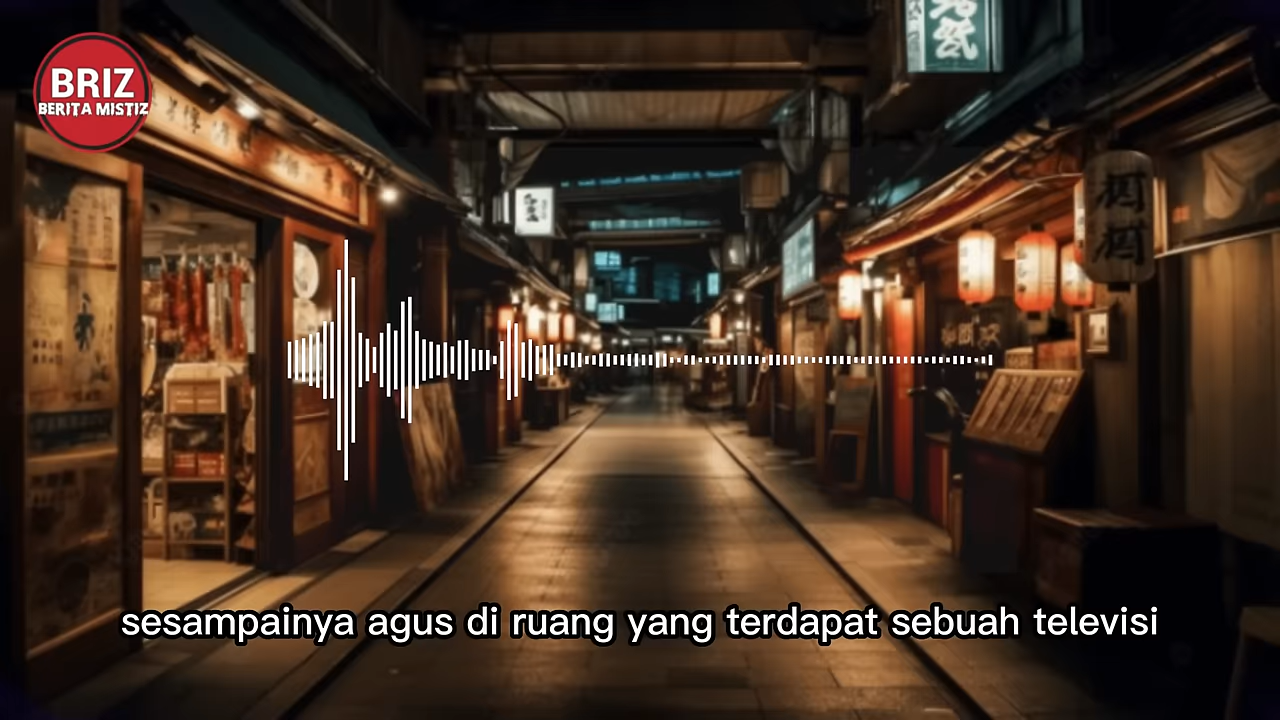 BRIZ
BERITA MISTIZ
sesampainya agus di ruang yang terdapat sebuah televisi